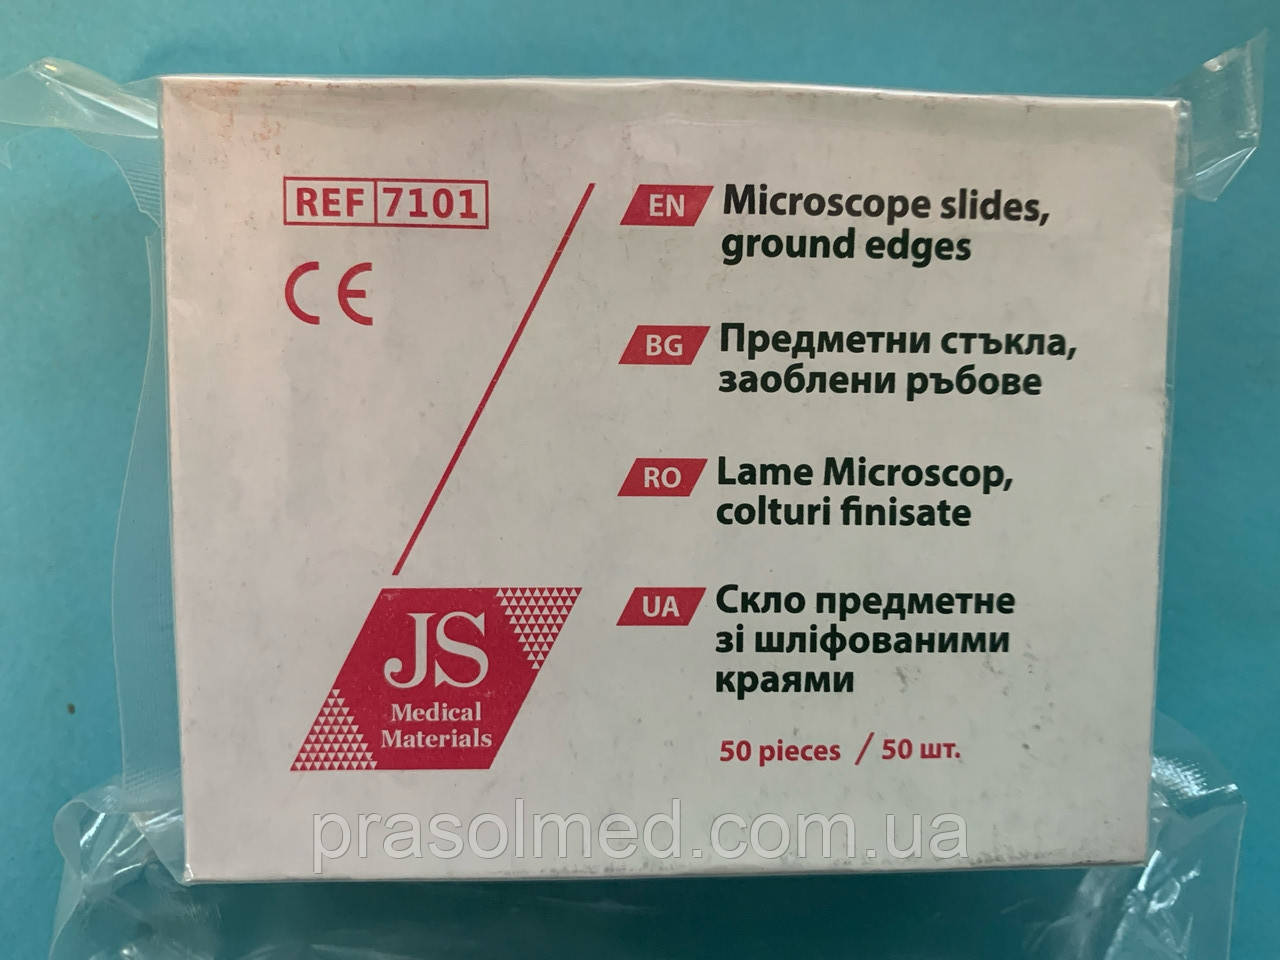 REF 7101
CE
EN Microscope slides,
ground edges
BG Предметни стъкла,
заоблени ръбове
RO Lame Microscop,
colturi finisate
UA Скло предметне
зі шліфованими
краями
50 pieces / 50 шт.
JS
Medical
Materials
prasolmed.com.ua